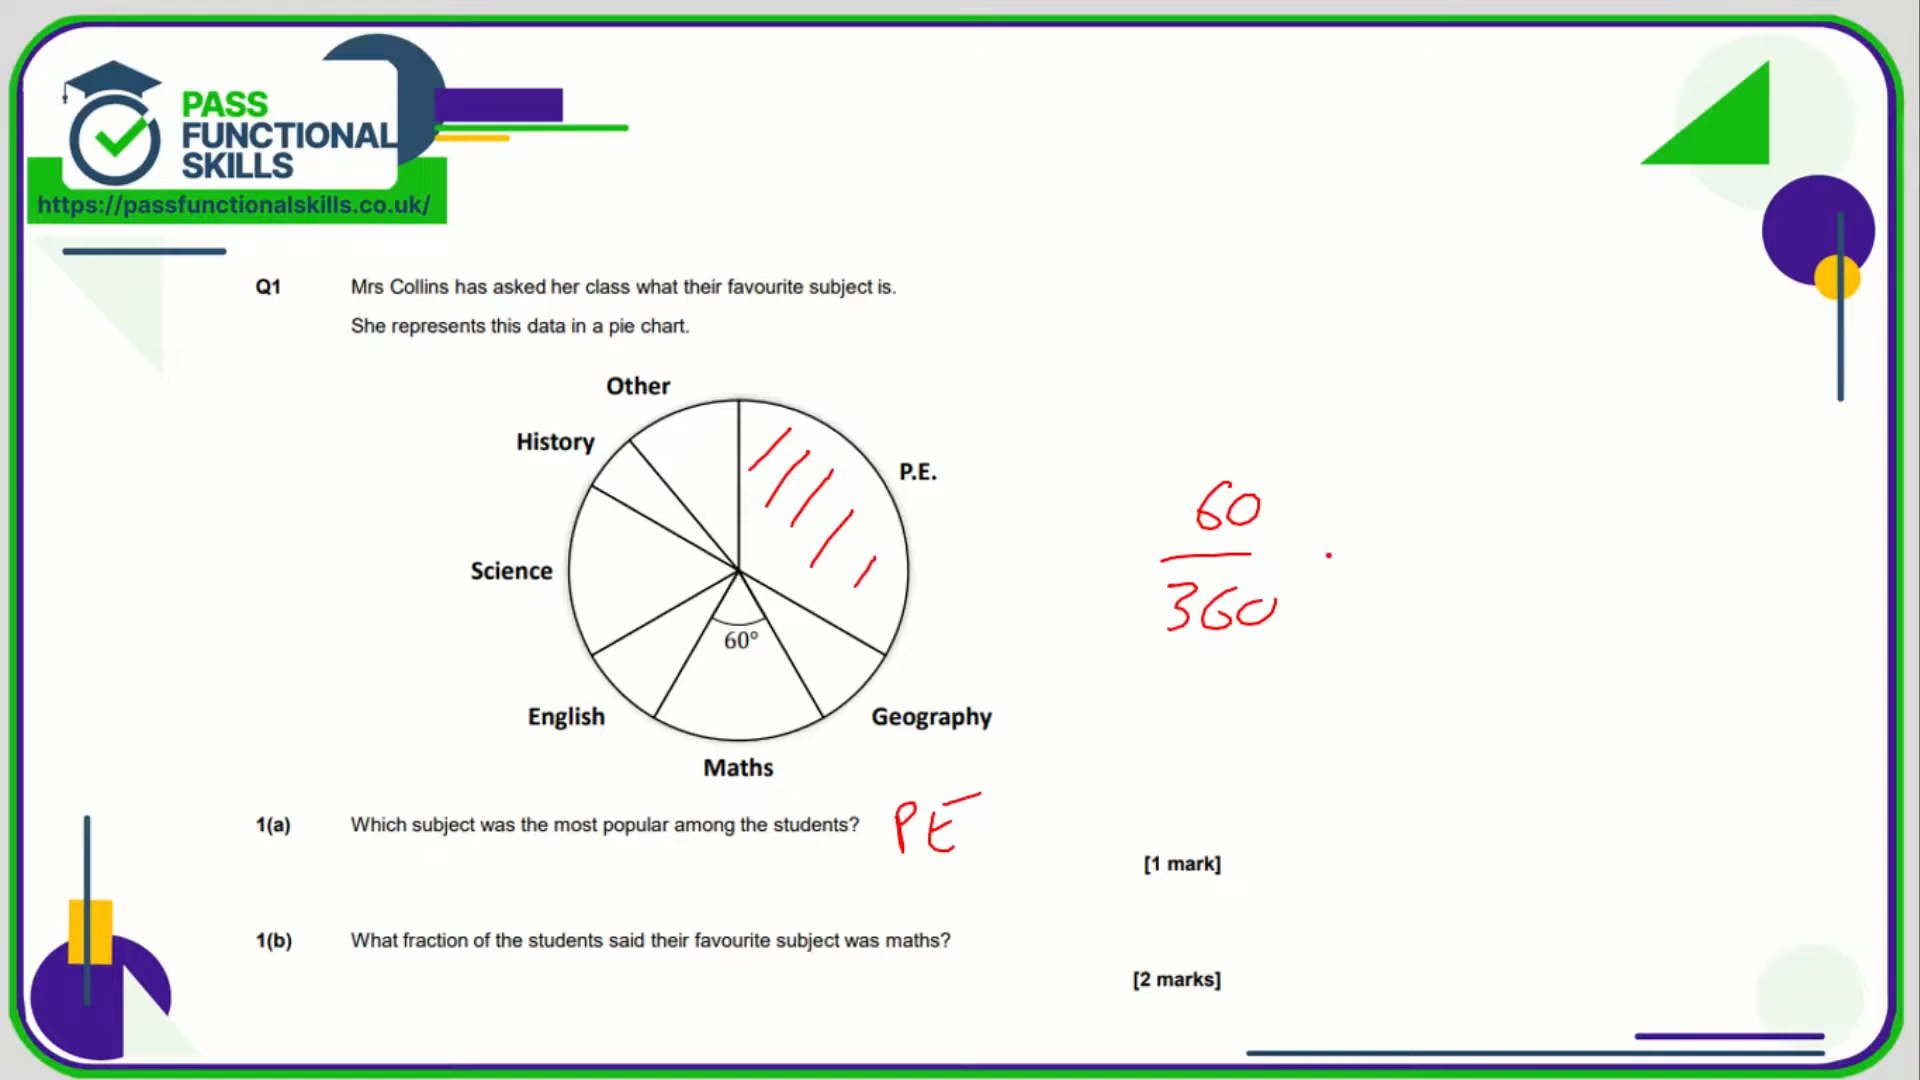 PASS
FUNCTIONAL
SKILLS
https://passfunctionalskills.co.uk/
Q1 Mrs Collins has asked her class what their favourite subject is.
She represents this data in a pie chart.
Other
History
P.E.
Science
60°
English
Geography
Maths
60
360
1(a) Which subject was the most popular among the students? PE
[1 mark]
1(b) What fraction of the students said their favourite subject was maths?
[2 marks]